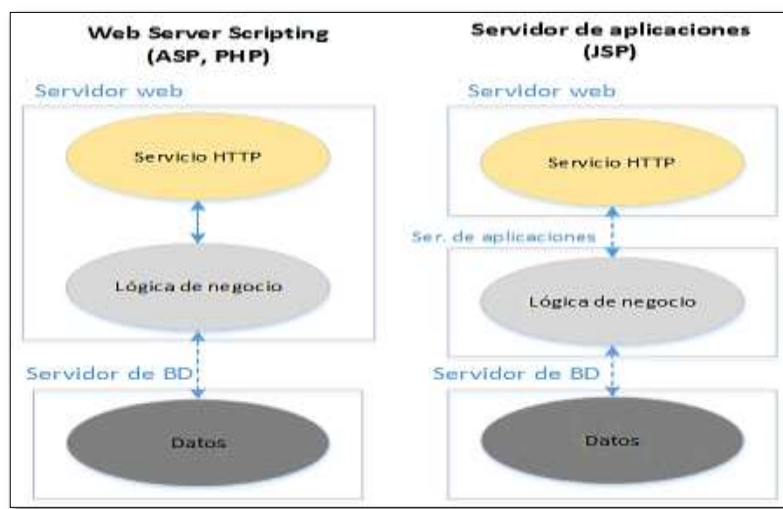 Web Server Scripting
(ASP, PHP)
Servidor web
Servicio HTTP
Lógica de negocio
Servidor de BD
Datos
Servidor de aplicaciones
(JSP)
Servidor web
Servicio HTTP
Ser. de aplicaciones
Lógica de negocio
Servidor de BD
Datos